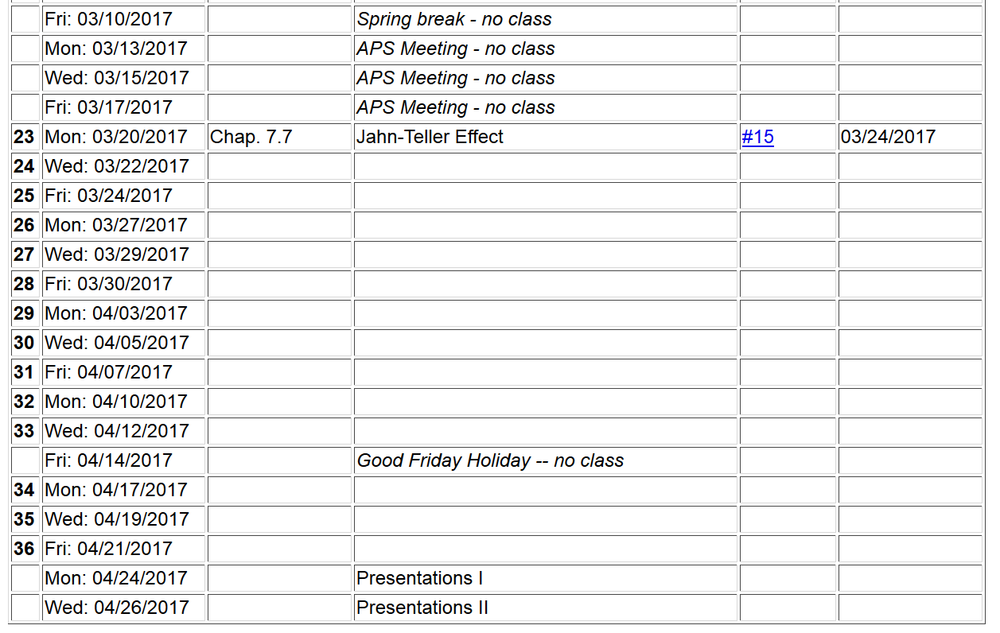 Fri: 03/10/2017 Spring break - no class
Mon: 03/13/2017 APS Meeting - no class
Wed: 03/15/2017 APS Meeting - no class
Fri: 03/17/2017 APS Meeting - no class
23 Mon: 03/20/2017 Chap. 7.7 Jahn-Teller Effect #15 03/24/2017
24 Wed: 03/22/2017
25 Fri: 03/24/2017
26 Mon: 03/27/2017
27 Wed: 03/29/2017
28 Fri: 03/30/2017
29 Mon: 04/03/2017
30 Wed: 04/05/2017
31 Fri: 04/07/2017
32 Mon: 04/10/2017
33 Wed: 04/12/2017
Fri: 04/14/2017 Good Friday Holiday -- no class
34 Mon: 04/17/2017
35 Wed: 04/19/2017
36 Fri: 04/21/2017
Mon: 04/24/2017 Presentations I
Wed: 04/26/2017 Presentations II